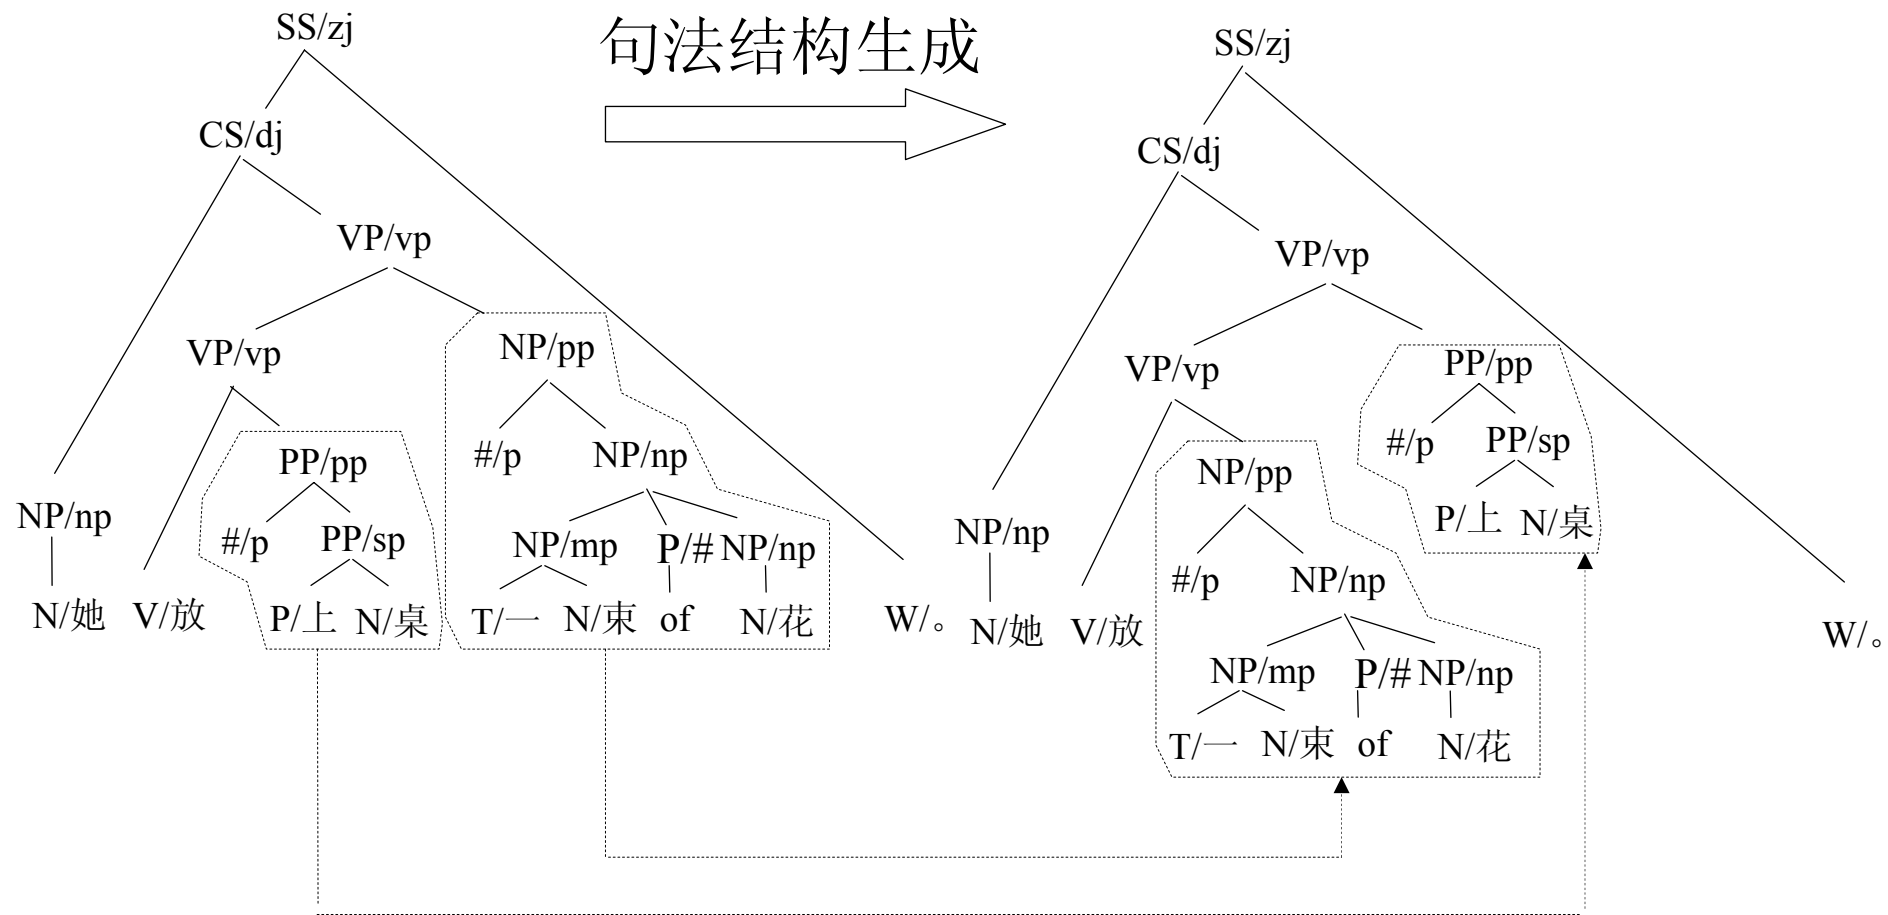 句法结构生成
SS/zj
CS/dj
VP/vp
VP/vp
NP/pp
#/p
NP/np
PP/pp
NP/np
#/p
PP/sp
NP/mp
P/#
NP/np
N/她
V/放
P/上
N/桌
T/一
N/束
of
N/花
W/。
SS/zj
CS/dj
VP/vp
VP/vp
PP/pp
#/p
PP/sp
NP/pp
P/上
N/桌
NP/np
#/p
NP/np
N/她
V/放
NP/mp
P/#
NP/np
T/一
N/束
of
N/花
W/。